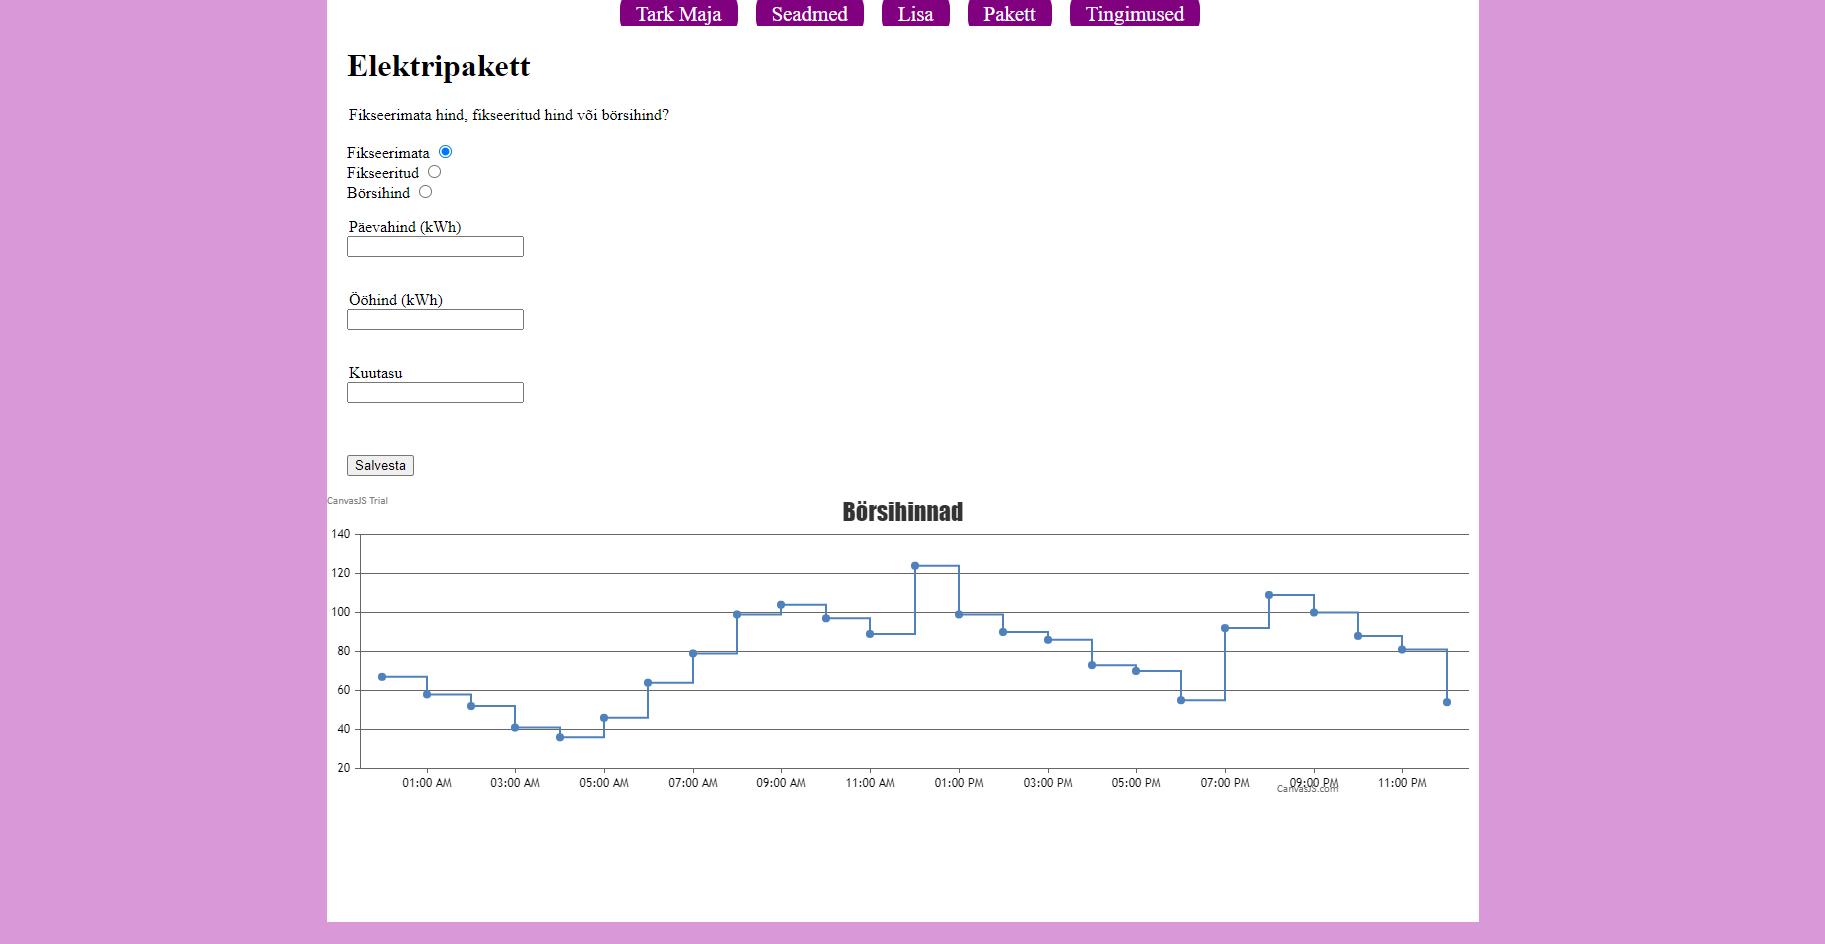 Tark Maja Seadmed Lisa Pakett Tingimused
Elektripakett
Fikseerimata hind, fikseeritud hind või börsihind?
Fikseerimata
Fikseeritud
Börsihind
Päevahind (kWh)
Ööhind (kWh)
Kuutasu
Salvesta
CanvasJS Trial
Börsihinnad
140
120
100
80
60
40
20
01:00 AM 03:00 AM 05:00 AM 07:00 AM 09:00 AM 11:00 AM 01:00 PM 03:00 PM 05:00 PM 07:00 PM 09:00 PM 11:00 PM
CanvasJS.com